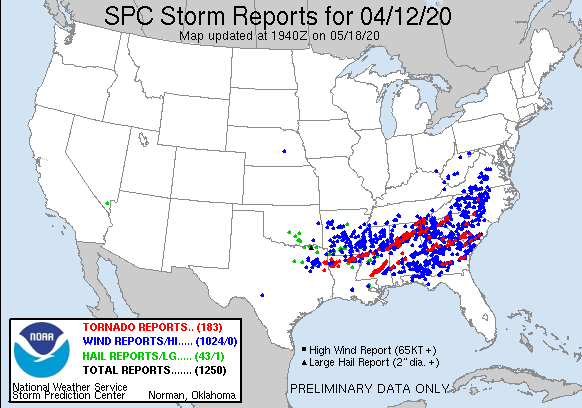 SPC Storm Reports for 04/12/20
Map updated at 1940Z on 05/18/20
TORNADO REPORTS.. (183)
WIND REPORTS/HI..... (1024/0)
HAIL REPORTS/LG..... (43/1)
TOTAL REPORTS....... (1250)
NOAA
National Weather Service
Storm Prediction Center Norman, Oklahoma
High Wind Report (65KT +)
Large Hail Report (2" dia. +)
PRELIMINARY DATA ONLY